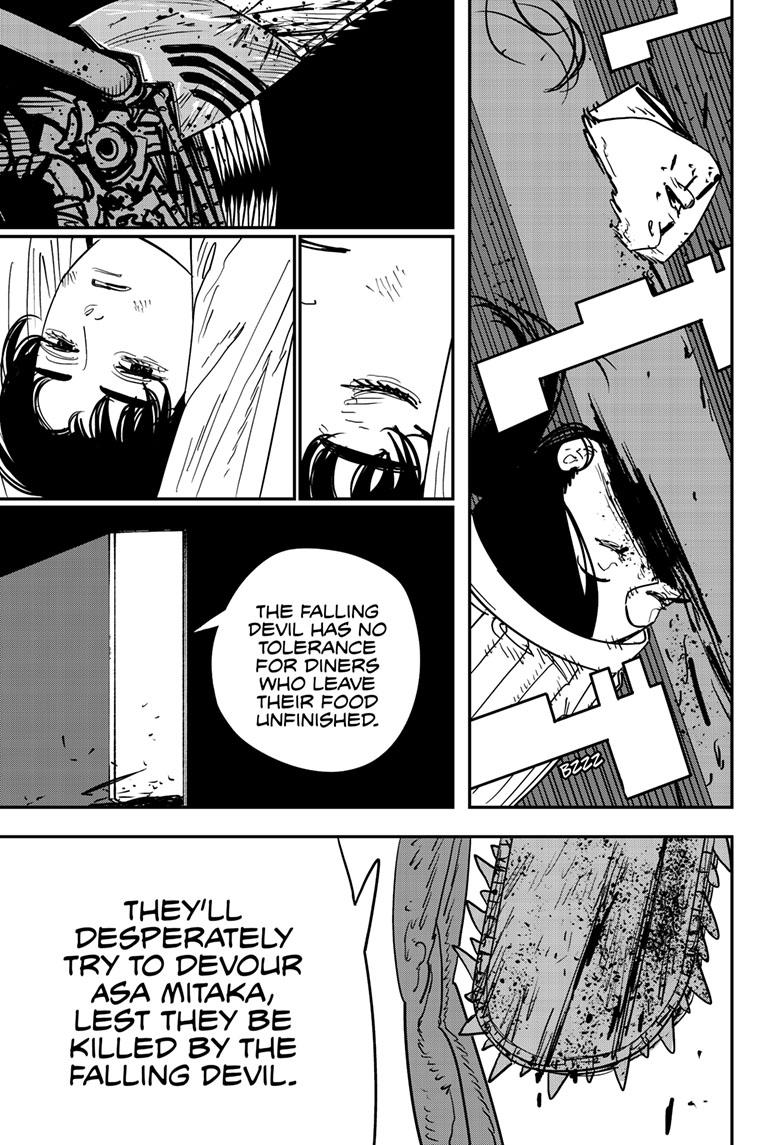 BZZZ
THE FALLING
DEVIL HAS NO
TOLERANCE
FOR DINERS
WHO LEAVE
THEIR FOOD
UNFINISHED.
THEY'LL
DESPERATELY
TRY TO DEVOUR
ASA MITAKA,
LEST THEY BE
KILLED BY THE
FALLING DEVIL.